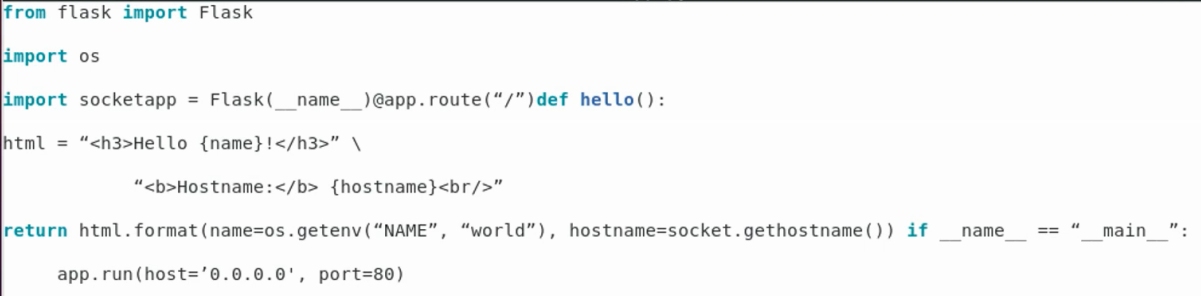 from flask import Flask
import os
import socketapp = Flask(__name__)@app.route(“/”)def hello():
html = “<h3>Hello {name}!</h3>” \
“<b>Hostname:</b> {hostname}<br/>”
return html.format(name=os.getenv(“NAME”, “world”), hostname=socket.gethostname()) if __name__ == “__main__”:
app.run(host=’0.0.0.0', port=80)